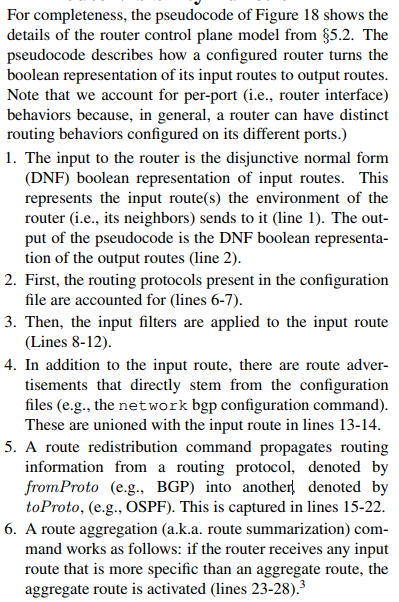 For completeness, the pseudocode of Figure 18 shows the
details of the router control plane model from §5.2. The
pseudocode describes how a configured router turns the
boolean representation of its input routes to output routes.
Note that we account for per-port (i.e., router interface)
behaviors because, in general, a router can have distinct
routing behaviors configured on its different ports.)
1. The input to the router is the disjunctive normal form
(DNF) boolean representation of input routes. This
represents the input route(s) the environment of the
router (i.e., its neighbors) sends to it (line 1). The out-
put of the pseudocode is the DNF boolean representa-
tion of the output routes (line 2).
2. First, the routing protocols present in the configuration
file are accounted for (lines 6-7).
3. Then, the input filters are applied to the input route
(Lines 8-12).
4. In addition to the input route, there are route adver-
tisements that directly stem from the configuration
files (e.g., the network bgp configuration command).
These are unioned with the input route in lines 13-14.
5. A route redistribution command propagates routing
information from a routing protocol, denoted by
fromProto (e.g., BGP) into another, denoted by
toProto, (e.g., OSPF). This is captured in lines 15-22.
6. A route aggregation (a.k.a. route summarization) com-
mand works as follows: if the router receives any input
route that is more specific than an aggregate route, the
aggregate route is activated (lines 23-28).3